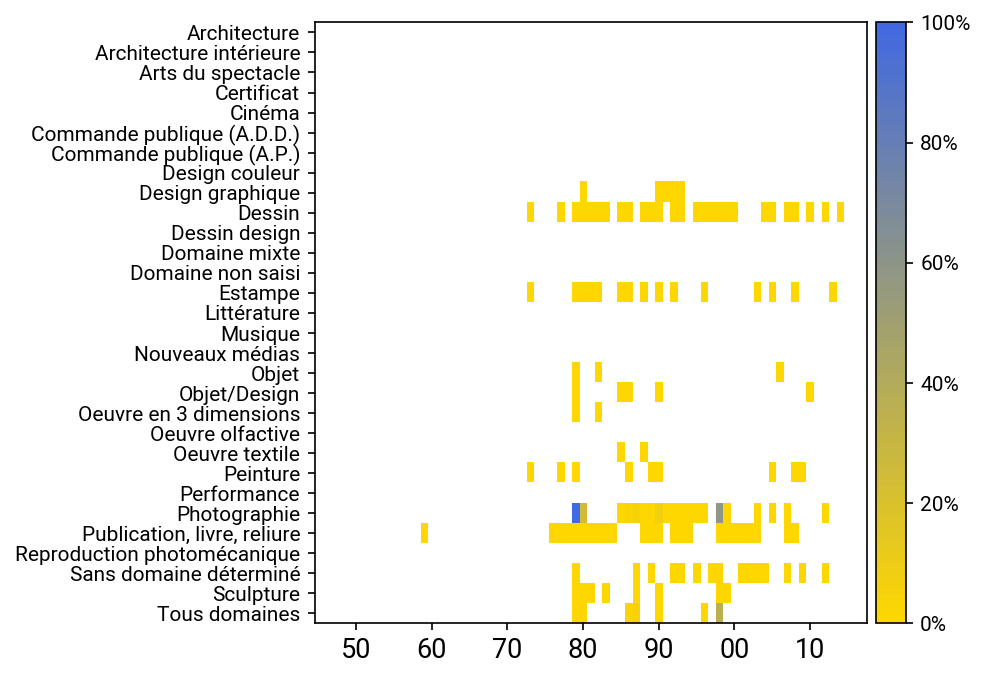 Architecture
Architecture intérieure
Arts du spectacle
Certificat
Cinéma
Commande publique (A.D.D.)
Commande publique (A.P.)
Design couleur
Design graphique
Dessin
Dessin design
Domaine mixte
Domaine non saisi
Estampe
Littérature
Musique
Nouveaux médias
Objet
Objet/Design
Oeuvre en 3 dimensions
Oeuvre olfactive
Oeuvre textile
Peinture
Performance
Photographie
Publication, livre, reliure
Reproduction photomécanique
Sans domaine déterminé
Sculpture
Tous domaines
50 60 70 80 90 00 10
100%
80%
60%
40%
20%
0%